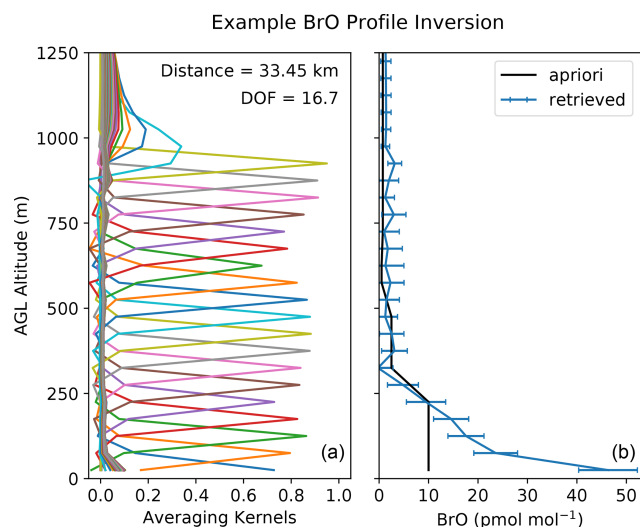 Example BrO Profile Inversion
AGL Altitude (m)
1250
1000
750
500
250
0
Distance = 33.45 km
DOF = 16.7
(a)
0.0 0.2 0.4 0.6 0.8 1.0
Averaging Kernels
apriori
retrieved
(b)
0 10 20 30 40 50
BrO (pmol mol⁻¹)